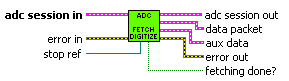 adc session in
error in
stop ref
ADC
FETCH
DIGITIZE
adc session out
data packet
aux data
error out
fetching done?